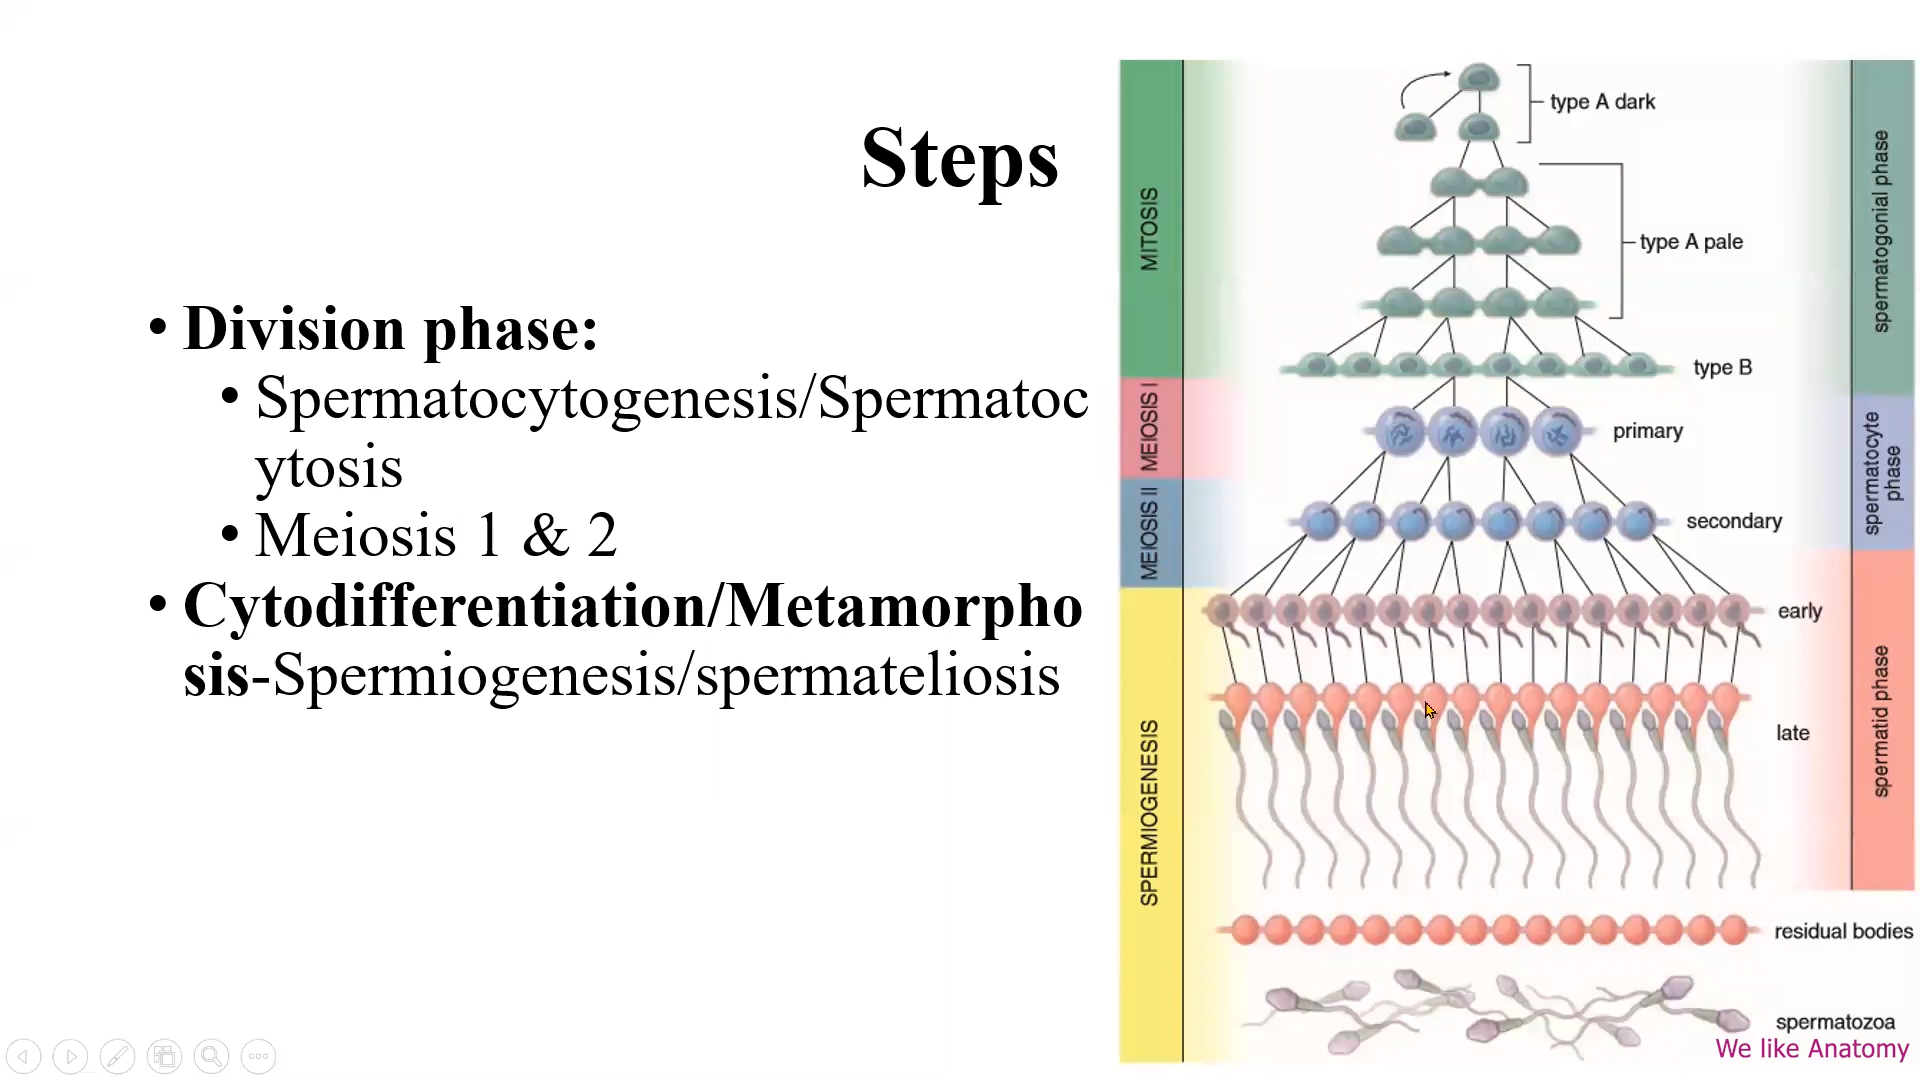 Steps
• Division phase:
• Spermatocytogenesis/Spermatoc
ytosis
• Meiosis 1 & 2
• Cytodifferentiation/Metamorpho
sis-Spermiogenesis/spermateliosis
MITOSIS
MEIOSIS I
MEIOSIS II
SPERMIOGENESIS
type A dark
type A pale
type B
primary
secondary
early
late
residual bodies
spermatozoa
spermatogonial phase
spermatocyte
phase
spermatid phase
We like Anatomy